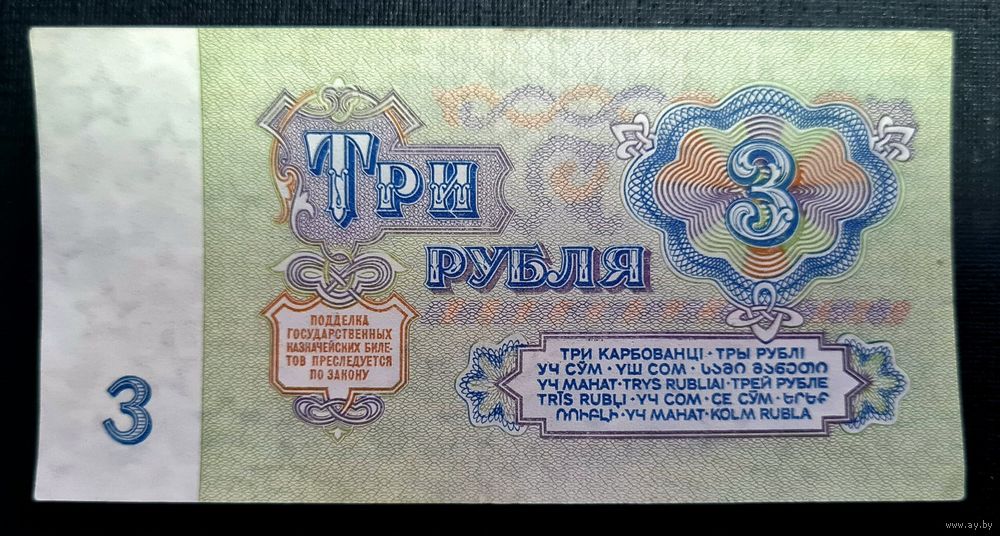 ТРИ
РУБЛЯ
3
ПОДДЕЛКА
ГОСУДАРСТВЕННЫХ
КАЗНАЧЕЙСКИХ БИЛЕ-
ТОВ ПРЕСЛЕДУЕТСЯ
ПО ЗАКОНУ
3
ТРИ КАРБОВАНЦІ · ТРЫ РУБЛІ
УЧ СЎМ · ҮШ СОМ · ᲡᲐᲛᲘ ᲛᲐᲜᲔᲗᲘ
ҮЧ МАНАТ · TRYS RUBLIAI · ТРЕЙ РУБЛЕ
TRĪS RUBĻI · ҮЧ СОМ · СЕ СЎМ · ԵՐԵՔ
ՌՈՒԲԼԻ · ҮЧ МАНАТ · KOLM RUBLA
www.ay.by